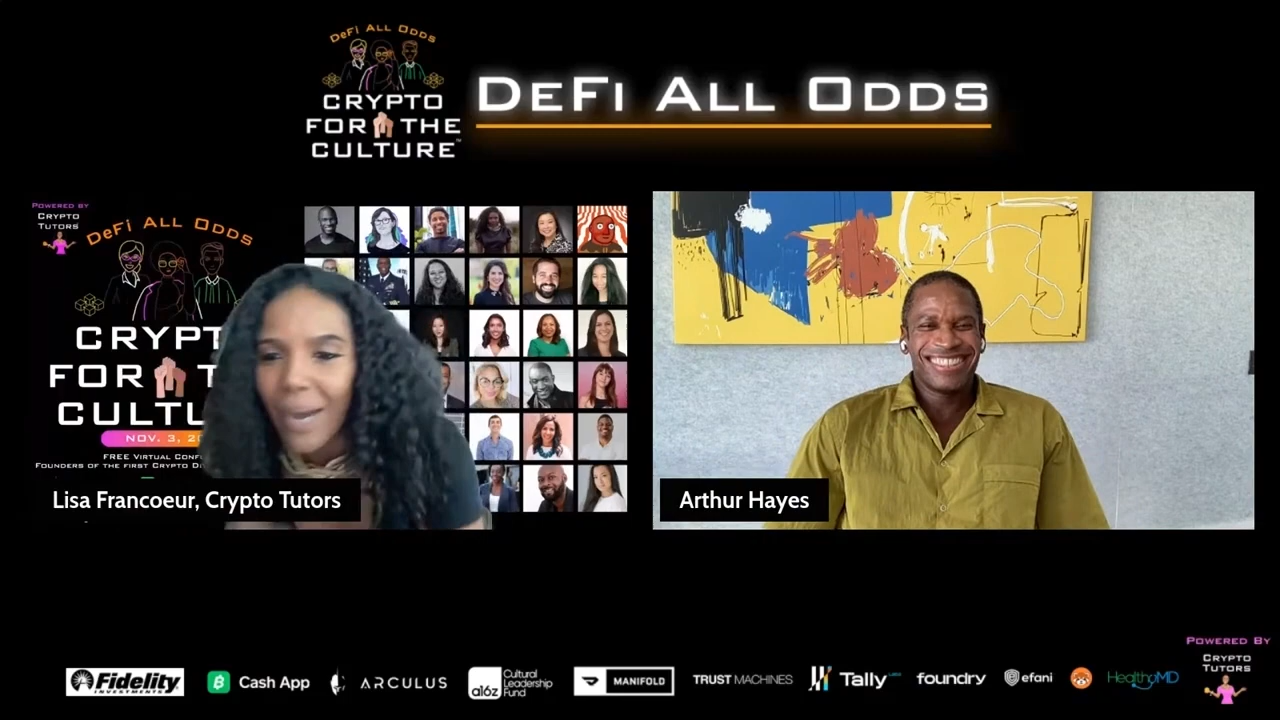 DeFi All Odds
CRYPTO
FOR THE
CULTURE™
DeFi All Odds
Powered by
Crypto
Tutors
DeFi All Odds
CRYPT
FOR T
CULTU
NOV. 3, 20
FREE Virtual Conf
Founders of the first Crypto Di
Lisa Francoeur, Crypto Tutors
Arthur Hayes
Fidelity
INVESTMENTS
Cash App
ARCULUS
a16z
Cultural
Leadership
Fund
MANIFOLD
TRUST MACHINES
Tally
foundry
efani
HealthyMD
Powered By
Crypto
Tutors